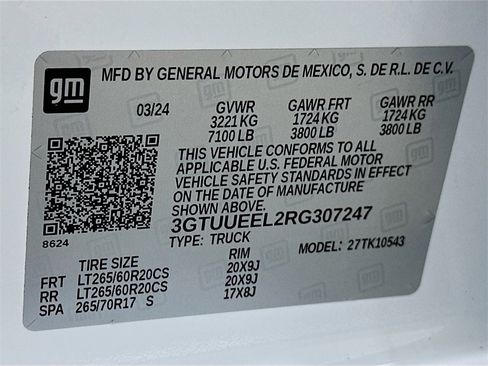 gm
MFD BY GENERAL MOTORS DE MEXICO, S. DE R.L. DE C.V.
03/24 GVWR GAWR FRT GAWR RR
3221 KG 1724 KG 1724 KG
7100 LB 3800 LB 3800 LB
THIS VEHICLE CONFORMS TO ALL
APPLICABLE U.S. FEDERAL MOTOR
VEHICLE SAFETY STANDARDS IN EFFECT
ON THE DATE OF MANUFACTURE
SHOWN ABOVE.
3GTUUEEL2RG307247
8624
TYPE: TRUCK MODEL: 27TK10543
TIRE SIZE RIM
FRT LT265/60R20CS 20X9J
RR LT265/60R20CS 20X9J
SPA 265/70R17 S 17X8J